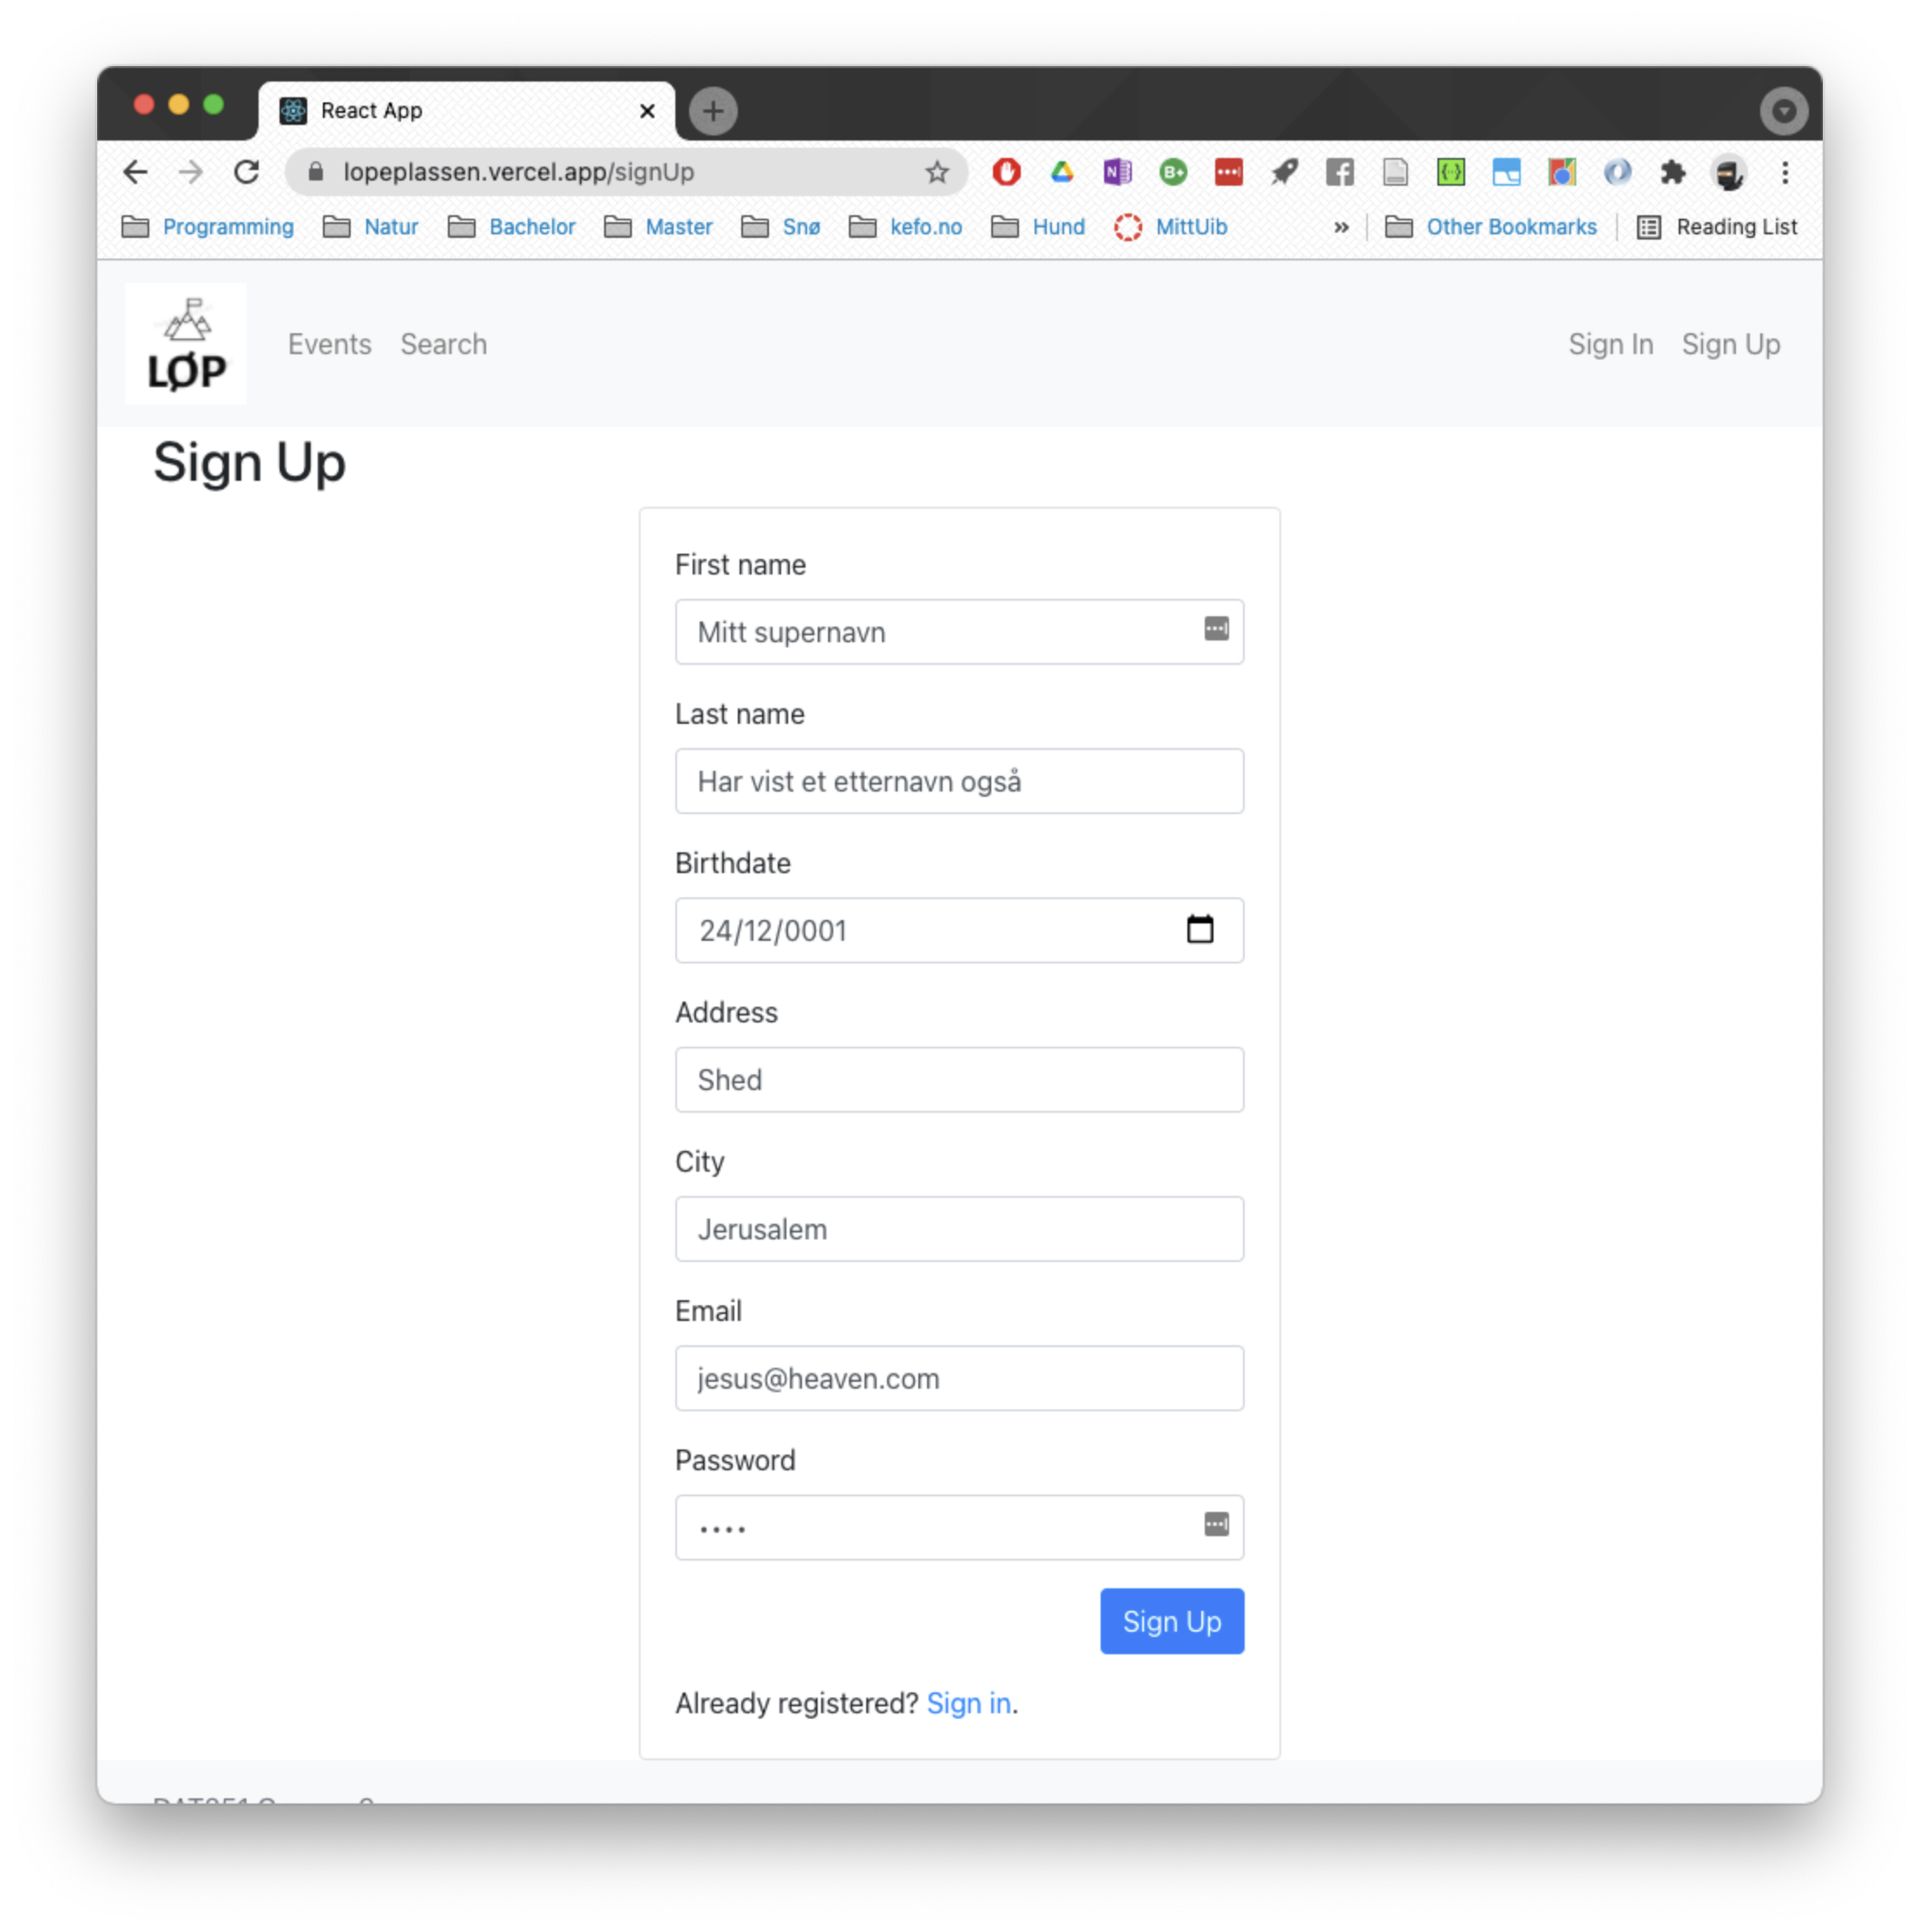 React App
lopeplassen.vercel.app/signUp
Programming Natur Bachelor Master Snø kefo.no Hund MittUib » Other Bookmarks Reading List
LØP
Events Search Sign In Sign Up
Sign Up
First name
Mitt supernavn
Last name
Har vist et etternavn også
Birthdate
24/12/0001
Address
Shed
City
Jerusalem
Email
jesus@heaven.com
Password
••••
Sign Up
Already registered? Sign in.